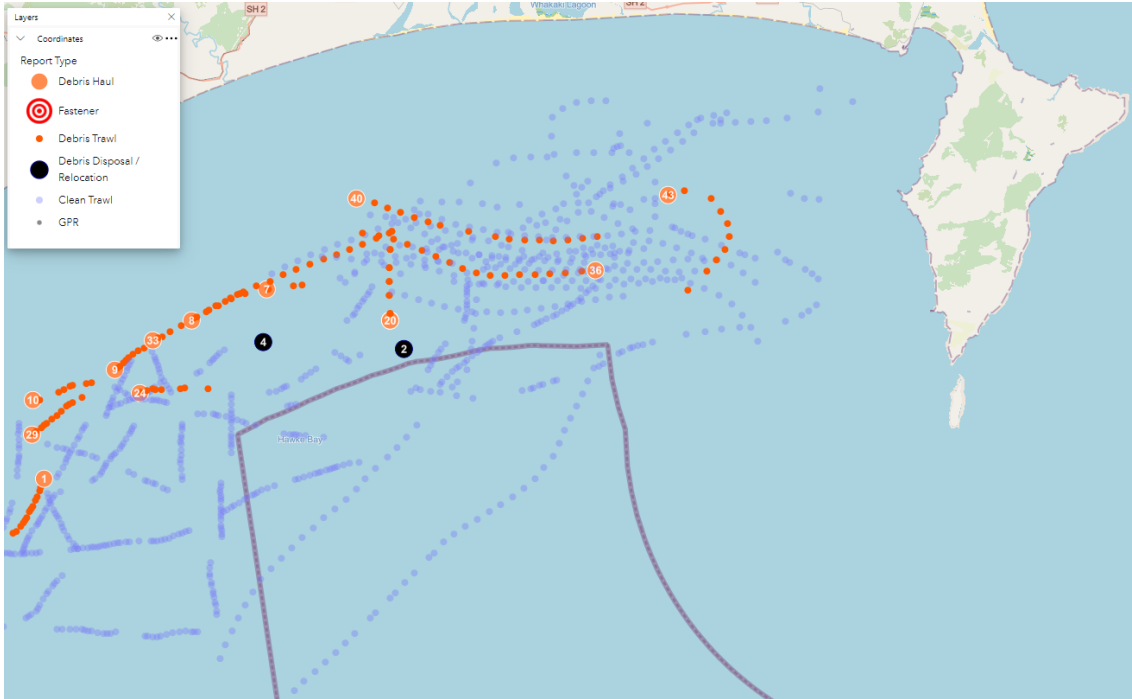 Layers
Coordinates
Report Type
Debris Haul
Fastener
Debris Trawl
Debris Disposal /
Relocation
Clean Trawl
GPR
SH 2
Whakaki Lagoon
SH 2
40
43
36
7
20
8
33
4
2
9
24
10
29
Hawke Bay
1